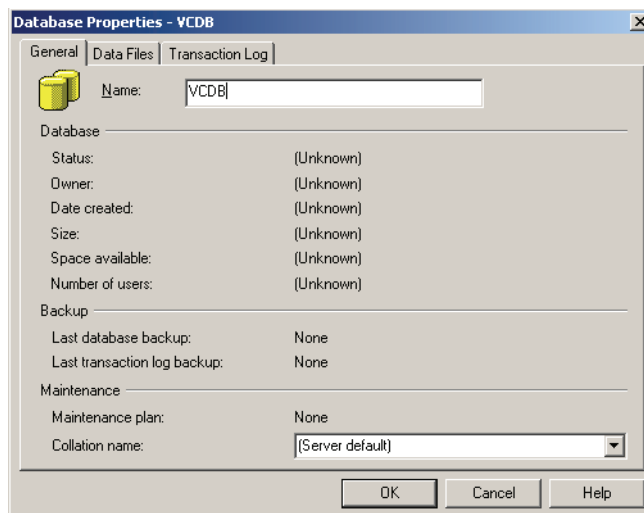 Database Properties - VCDB
General Data Files Transaction Log
Name: VCDB
Database
Status: (Unknown)
Owner: (Unknown)
Date created: (Unknown)
Size: (Unknown)
Space available: (Unknown)
Number of users: (Unknown)
Backup
Last database backup: None
Last transaction log backup: None
Maintenance
Maintenance plan: None
Collation name: (Server default)
OK Cancel Help